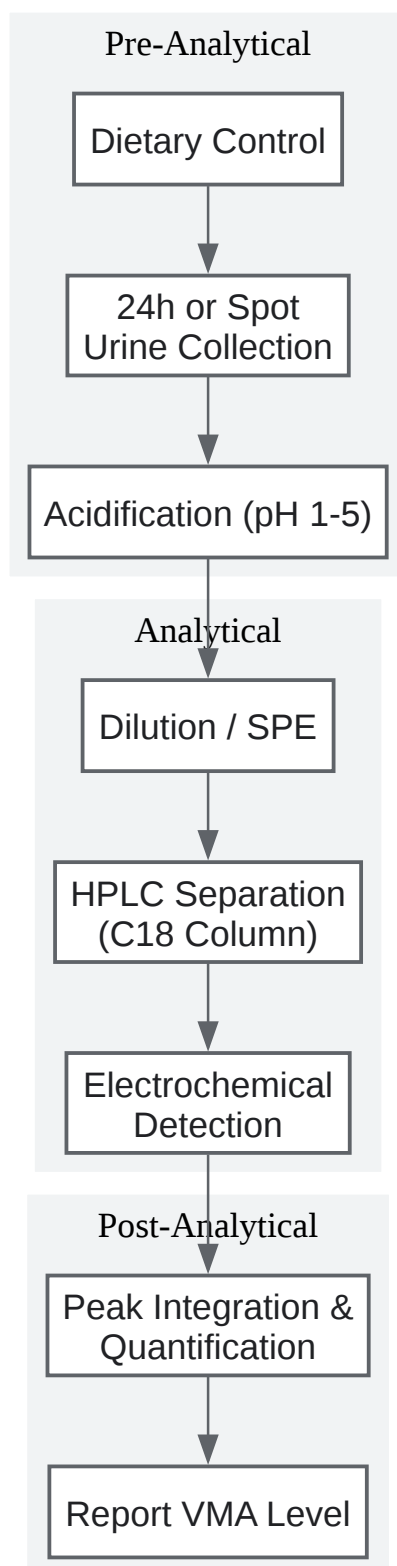 Pre-Analytical
Dietary Control
24h or Spot
Urine Collection
Acidification (pH 1-5)
Analytical
Dilution / SPE
HPLC Separation
(C18 Column)
Electrochemical
Detection
Post-Analytical
Peak Integration &
Quantification
Report VMA Level